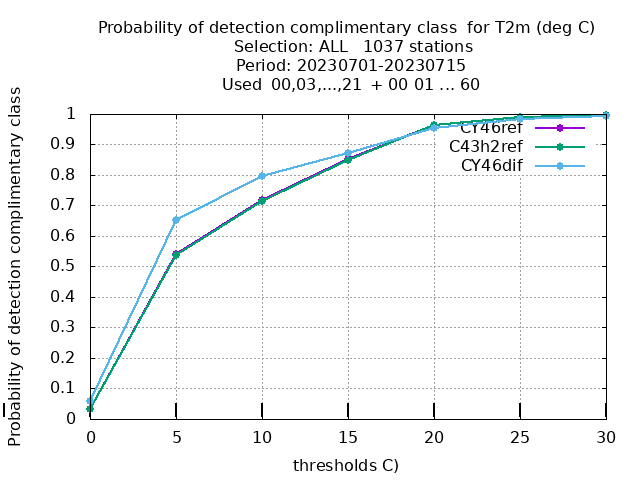 Probability of detection complimentary class  for T2m (deg C)
Selection: ALL   1037 stations
Period: 20230701-20230715
Used  00,03,...,21  + 00 01 ... 60
Probability of detection complimentary class
1
0.9
0.8
0.7
0.6
0.5
0.4
0.3
0.2
0.1
0
CY46ref
C43h2ref
CY46dif
0 5 10 15 20 25 30
thresholds C)